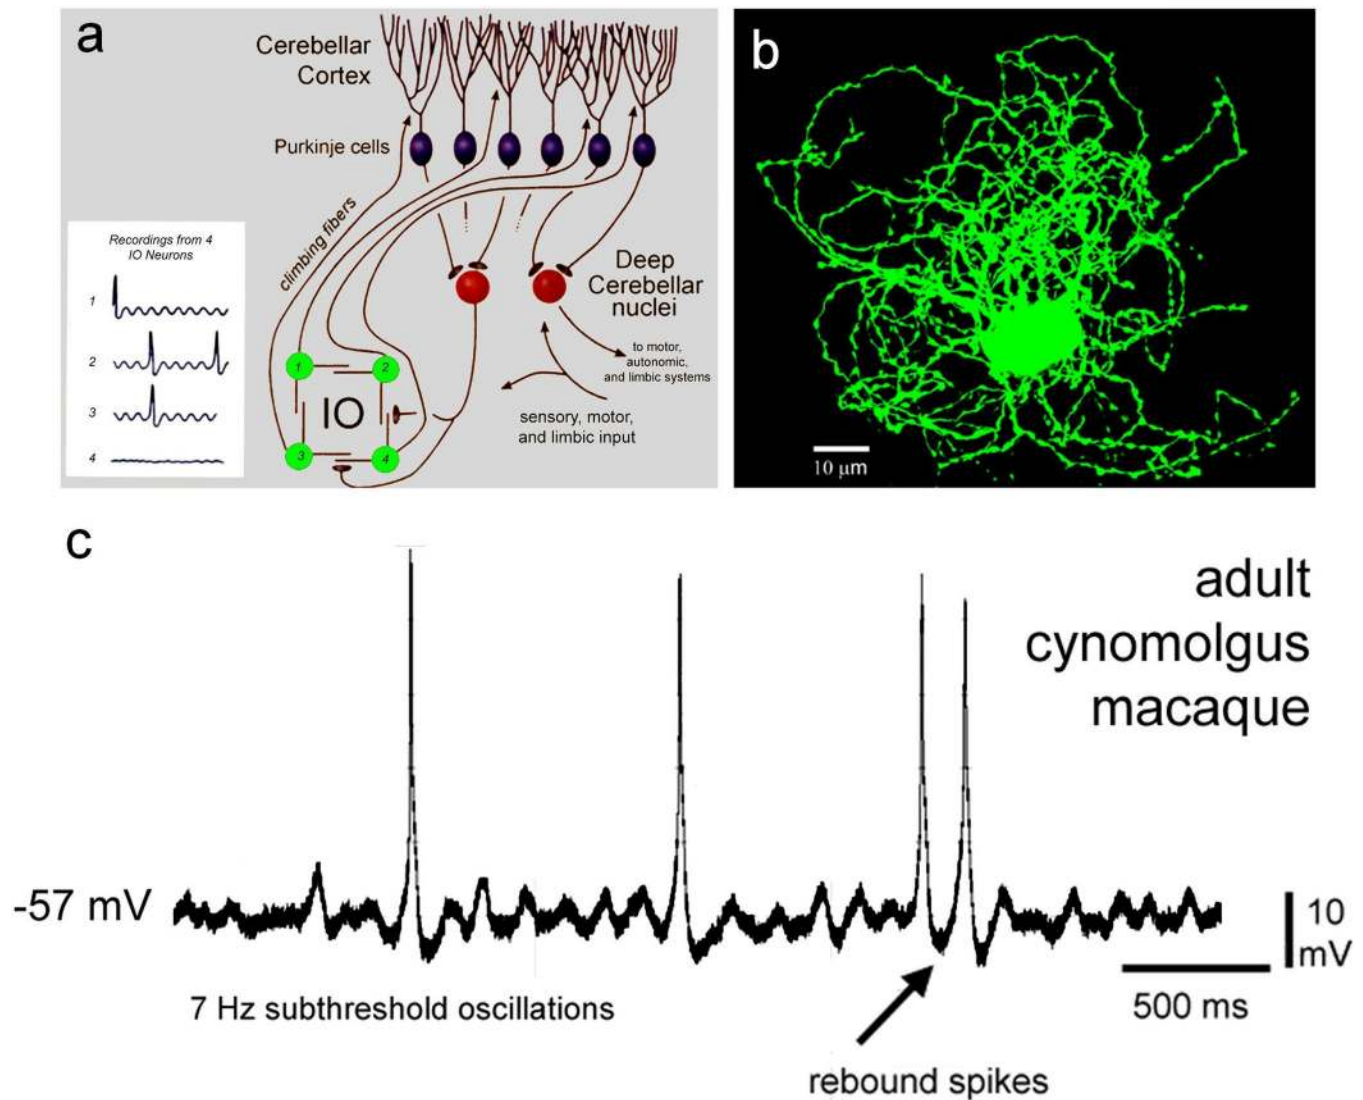 a
Cerebellar
Cortex
Purkinje cells
climbing fibers
Recordings from 4
IO Neurons
1
2
3
4
Deep
Cerebellar
nuclei
to motor,
autonomic,
and limbic systems
sensory, motor,
and limbic input
1
2
IO
3
4
b
10 µm
c
adult
cynomolgus
macaque
-57 mV
10
mV
7 Hz subthreshold oscillations
500 ms
rebound spikes